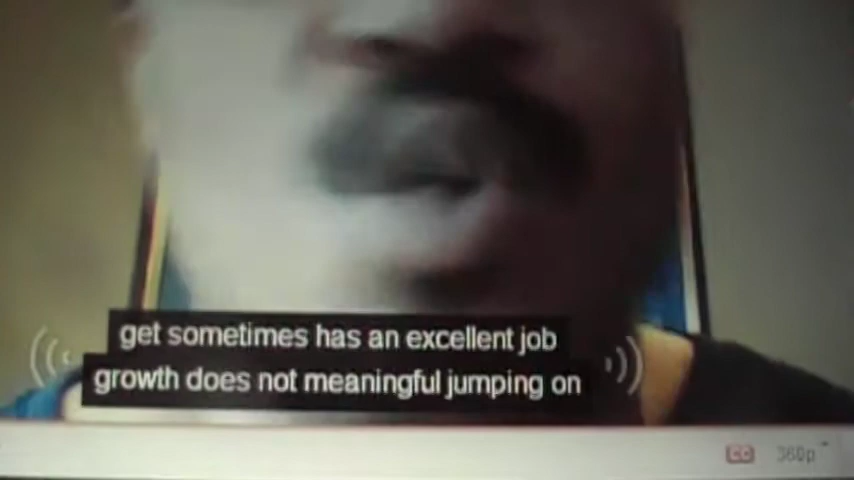 get sometimes has an excellent job
growth does not meaningful jumping on
CC 360p